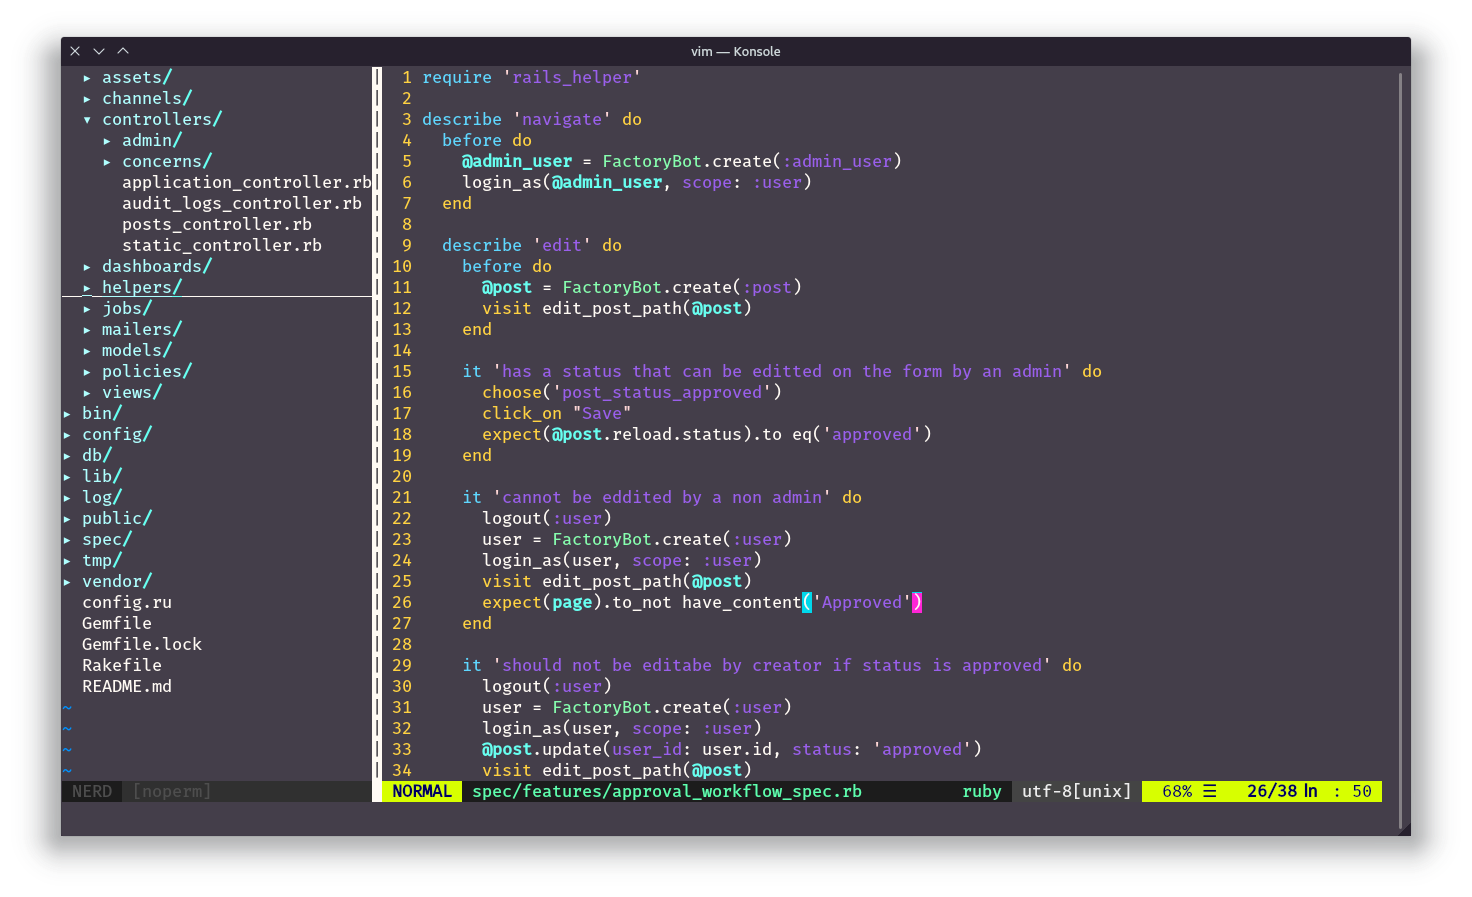 vim — Konsole
▸ assets/
▸ channels/
▾ controllers/
▸ admin/
▸ concerns/
application_controller.rb
audit_logs_controller.rb
posts_controller.rb
static_controller.rb
▸ dashboards/
▸ helpers/
▸ jobs/
▸ mailers/
▸ models/
▸ policies/
▸ views/
▸ bin/
▸ config/
▸ db/
▸ lib/
▸ log/
▸ public/
▸ spec/
▸ tmp/
▸ vendor/
config.ru
Gemfile
Gemfile.lock
Rakefile
README.md
~
~
~
~
NERD [noperm]
1 require 'rails_helper'
2
3 describe 'navigate' do
4   before do
5     @admin_user = FactoryBot.create(:admin_user)
6     login_as(@admin_user, scope: :user)
7   end
8
9   describe 'edit' do
10     before do
11       @post = FactoryBot.create(:post)
12       visit edit_post_path(@post)
13     end
14
15     it 'has a status that can be editted on the form by an admin' do
16       choose('post_status_approved')
17       click_on "Save"
18       expect(@post.reload.status).to eq('approved')
19     end
20
21     it 'cannot be eddited by a non admin' do
22       logout(:user)
23       user = FactoryBot.create(:user)
24       login_as(user, scope: :user)
25       visit edit_post_path(@post)
26       expect(page).to_not have_content('Approved')
27     end
28
29     it 'should not be editabe by creator if status is approved' do
30       logout(:user)
31       user = FactoryBot.create(:user)
32       login_as(user, scope: :user)
33       @post.update(user_id: user.id, status: 'approved')
34       visit edit_post_path(@post)
NORMAL spec/features/approval_workflow_spec.rb ruby utf-8[unix] 68% ☰ 26/38 ln : 50